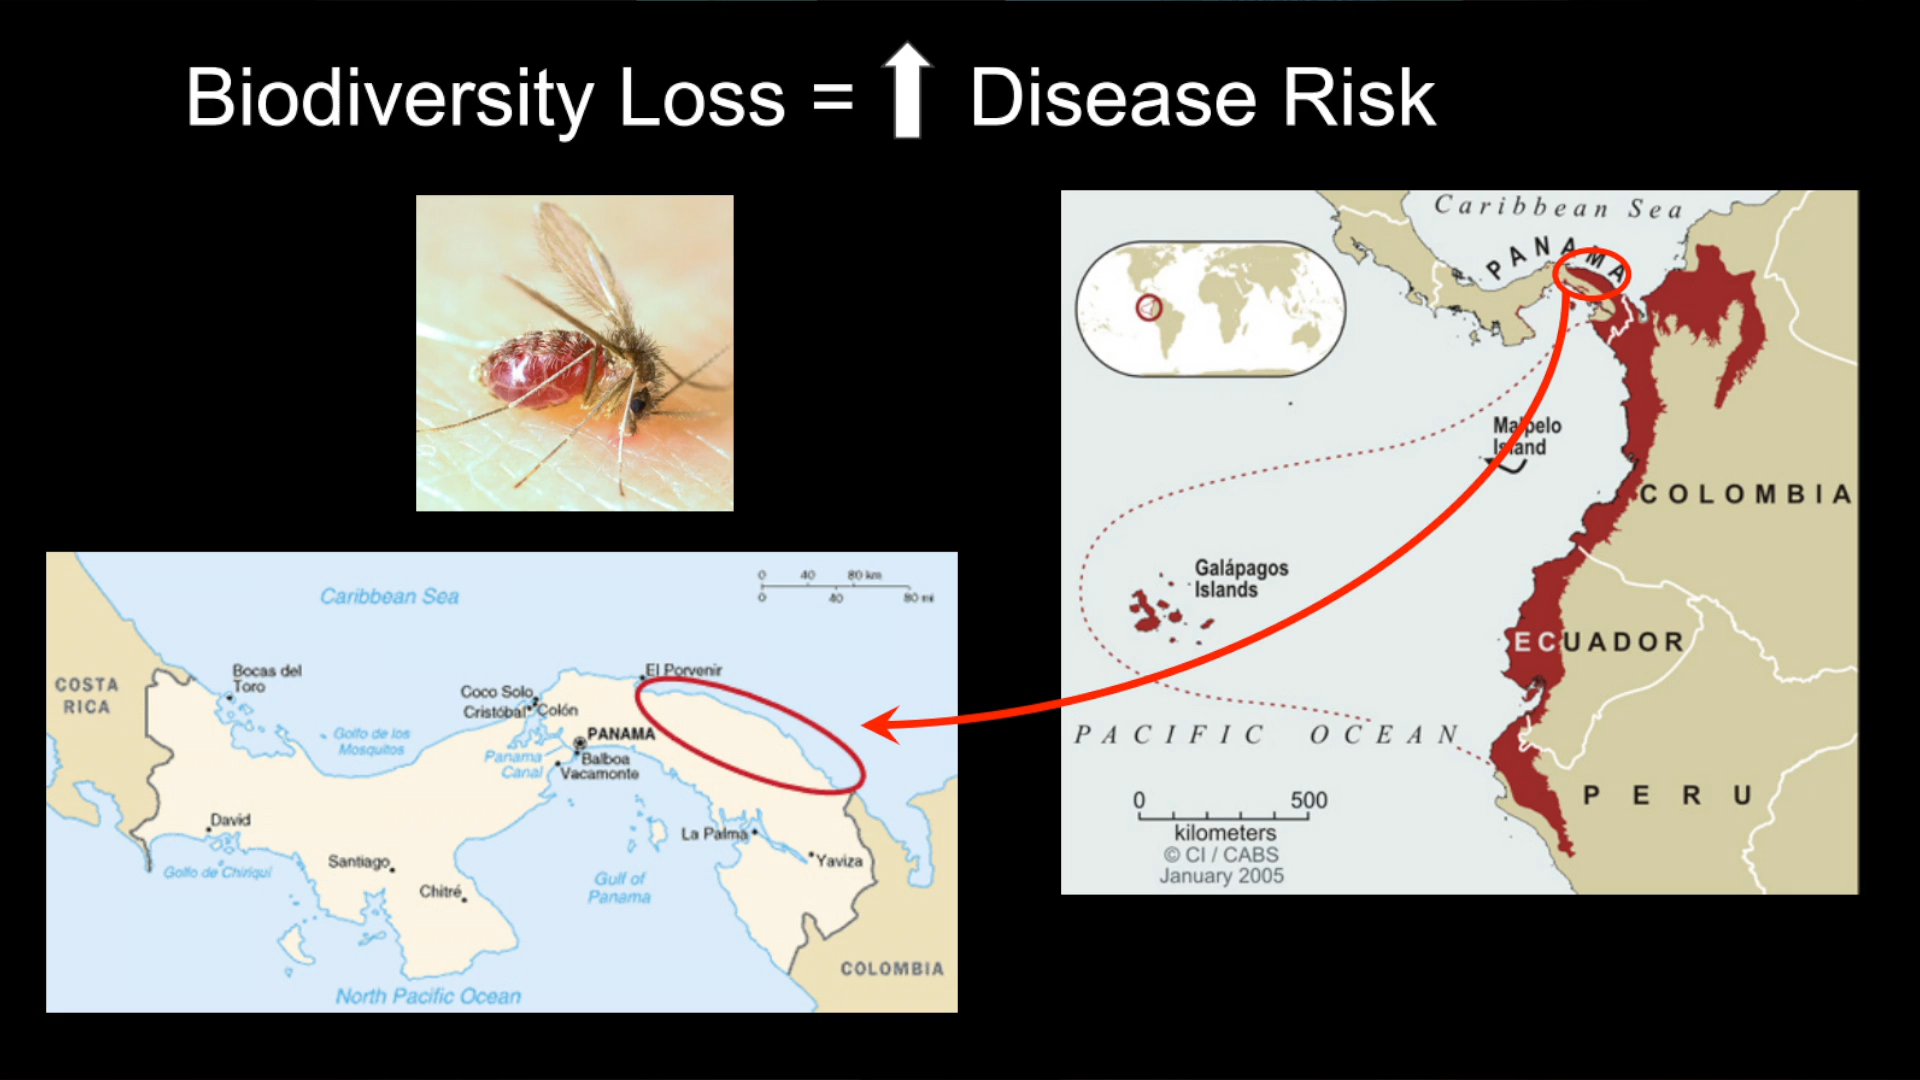 Biodiversity Loss = Disease Risk
Caribbean Sea
PANAMA
Malpelo
Island
COLOMBIA
Galápagos
Islands
ECUADOR
PACIFIC OCEAN
PERU
0 500
kilometers
© CI / CABS
January 2005
0 40 80 km
0 40 80 mi
Caribbean Sea
COSTA
RICA
Bocas del
Toro
El Porvenir
Coco Solo
Cristóbal
Colón
Golfo de los
Mosquitos
PANAMA
Panama
Canal
Balboa
Vacamonte
David
La Palma
Golfo de Chiriquí
Santiago
Yaviza
Chitré
Gulf of
Panama
COLOMBIA
North Pacific Ocean